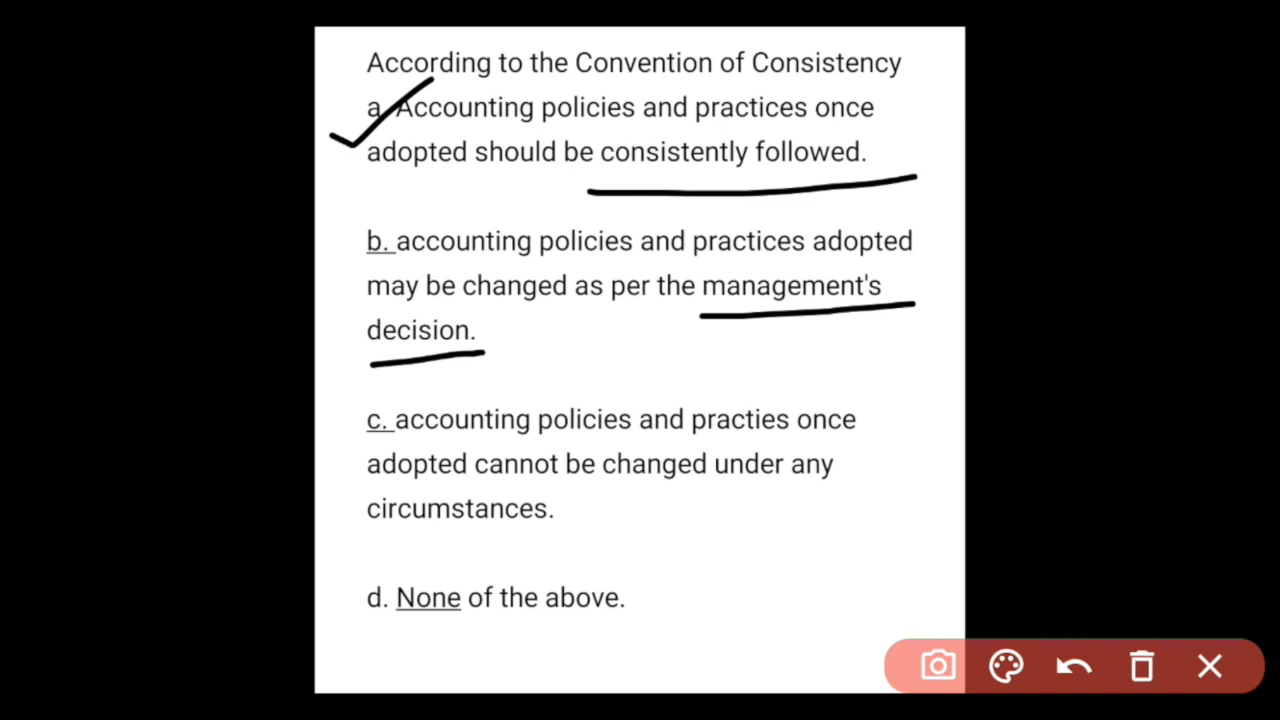 According to the Convention of Consistency
a. Accounting policies and practices once
adopted should be consistently followed.
b. accounting policies and practices adopted
may be changed as per the management's
decision.
c. accounting policies and practies once
adopted cannot be changed under any
circumstances.
d. None of the above.